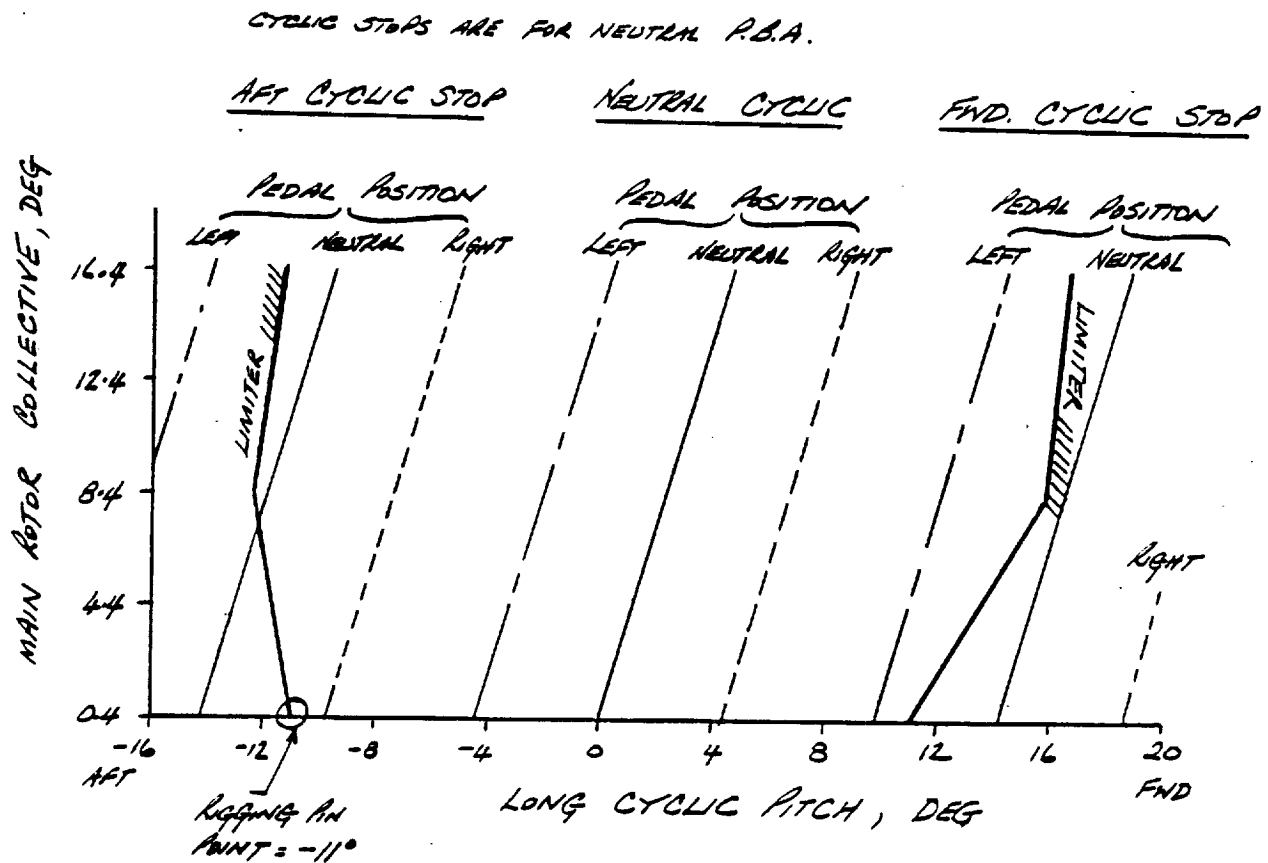 CYCLIC STOPS ARE FOR NEUTRAL P.B.A.
AFT CYCLIC STOP
NEUTRAL CYCLIC
FWD. CYCLIC STOP
PEDAL POSITION
LEFT
NEUTRAL
RIGHT
PEDAL POSITION
LEFT
NEUTRAL
RIGHT
PEDAL POSITION
LEFT
NEUTRAL
RIGHT
LIMITER
LIMITER
MAIN ROTOR COLLECTIVE, DEG
16.4
12.4
8.4
4.4
0.4
-16
-12
-8
-4
0
4
8
12
16
20
AFT
FWD
LONG CYCLIC PITCH, DEG
RIGGING PIN
POINT = -11°